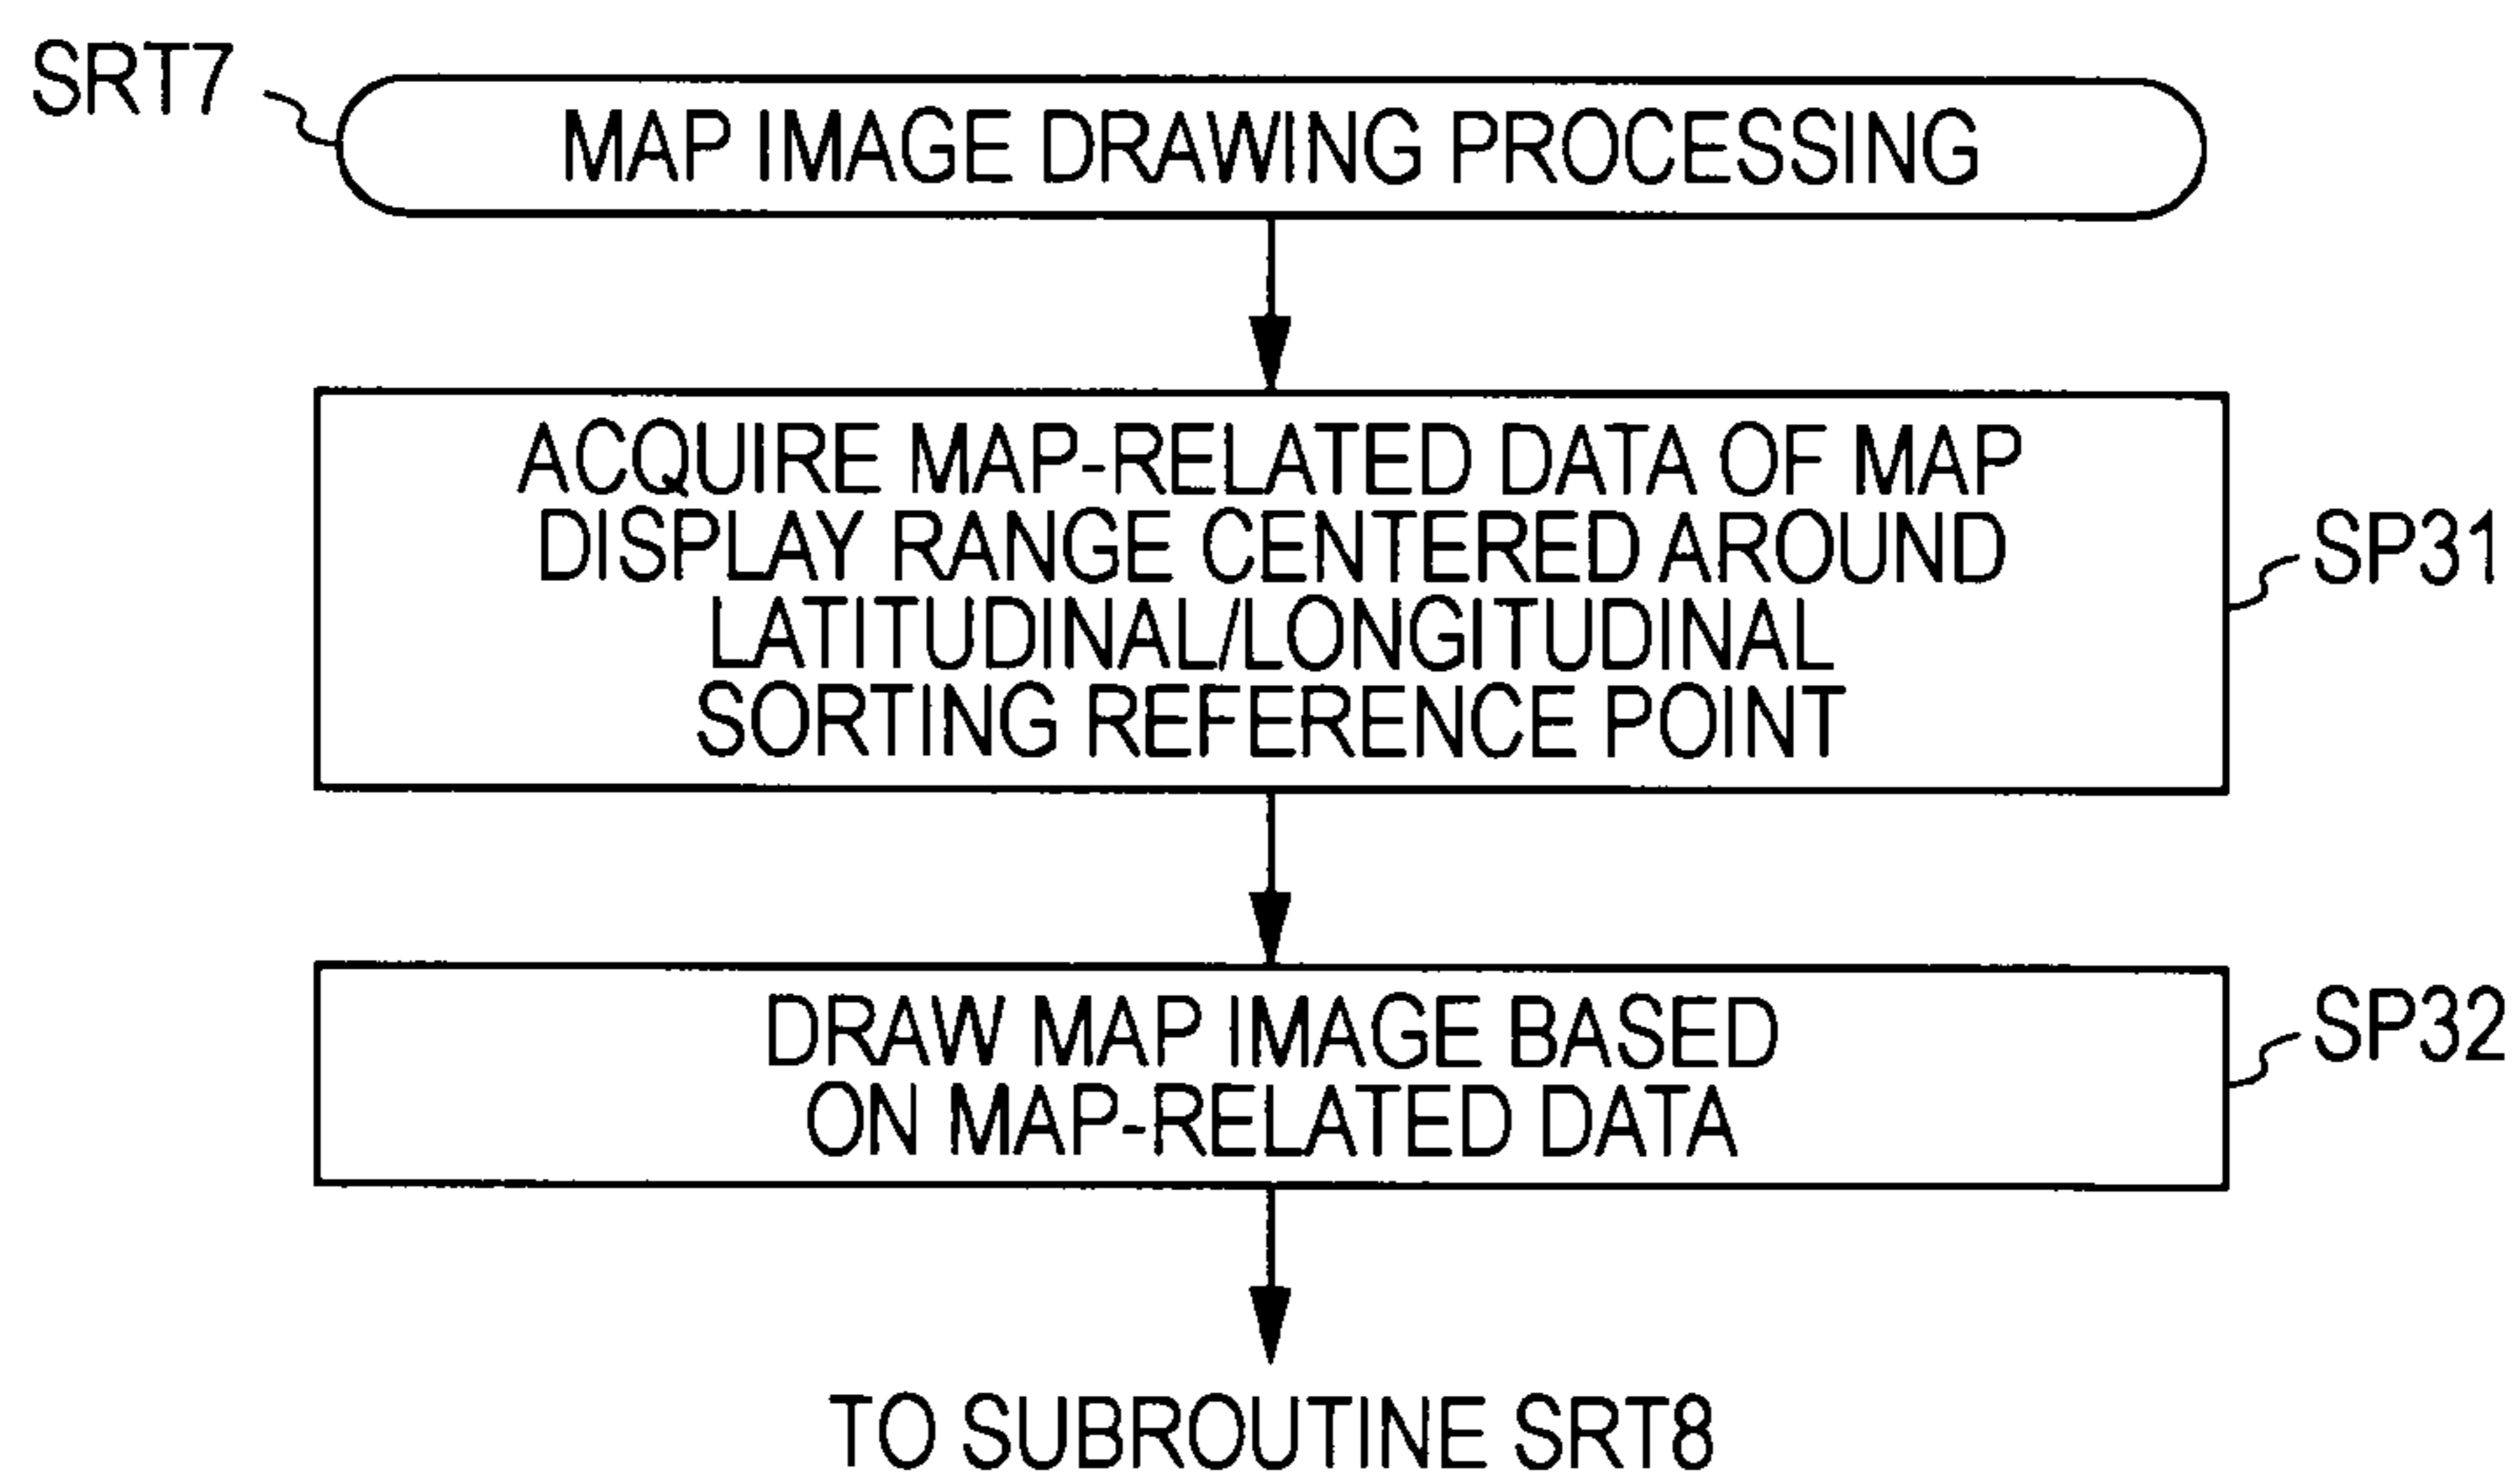 SRT7
MAP IMAGE DRAWING PROCESSING
ACQUIRE MAP-RELATED DATA OF MAP
DISPLAY RANGE CENTERED AROUND
LATITUDINAL/LONGITUDINAL
SORTING REFERENCE POINT
SP31
DRAW MAP IMAGE BASED
ON MAP-RELATED DATA
SP32
TO SUBROUTINE SRT8